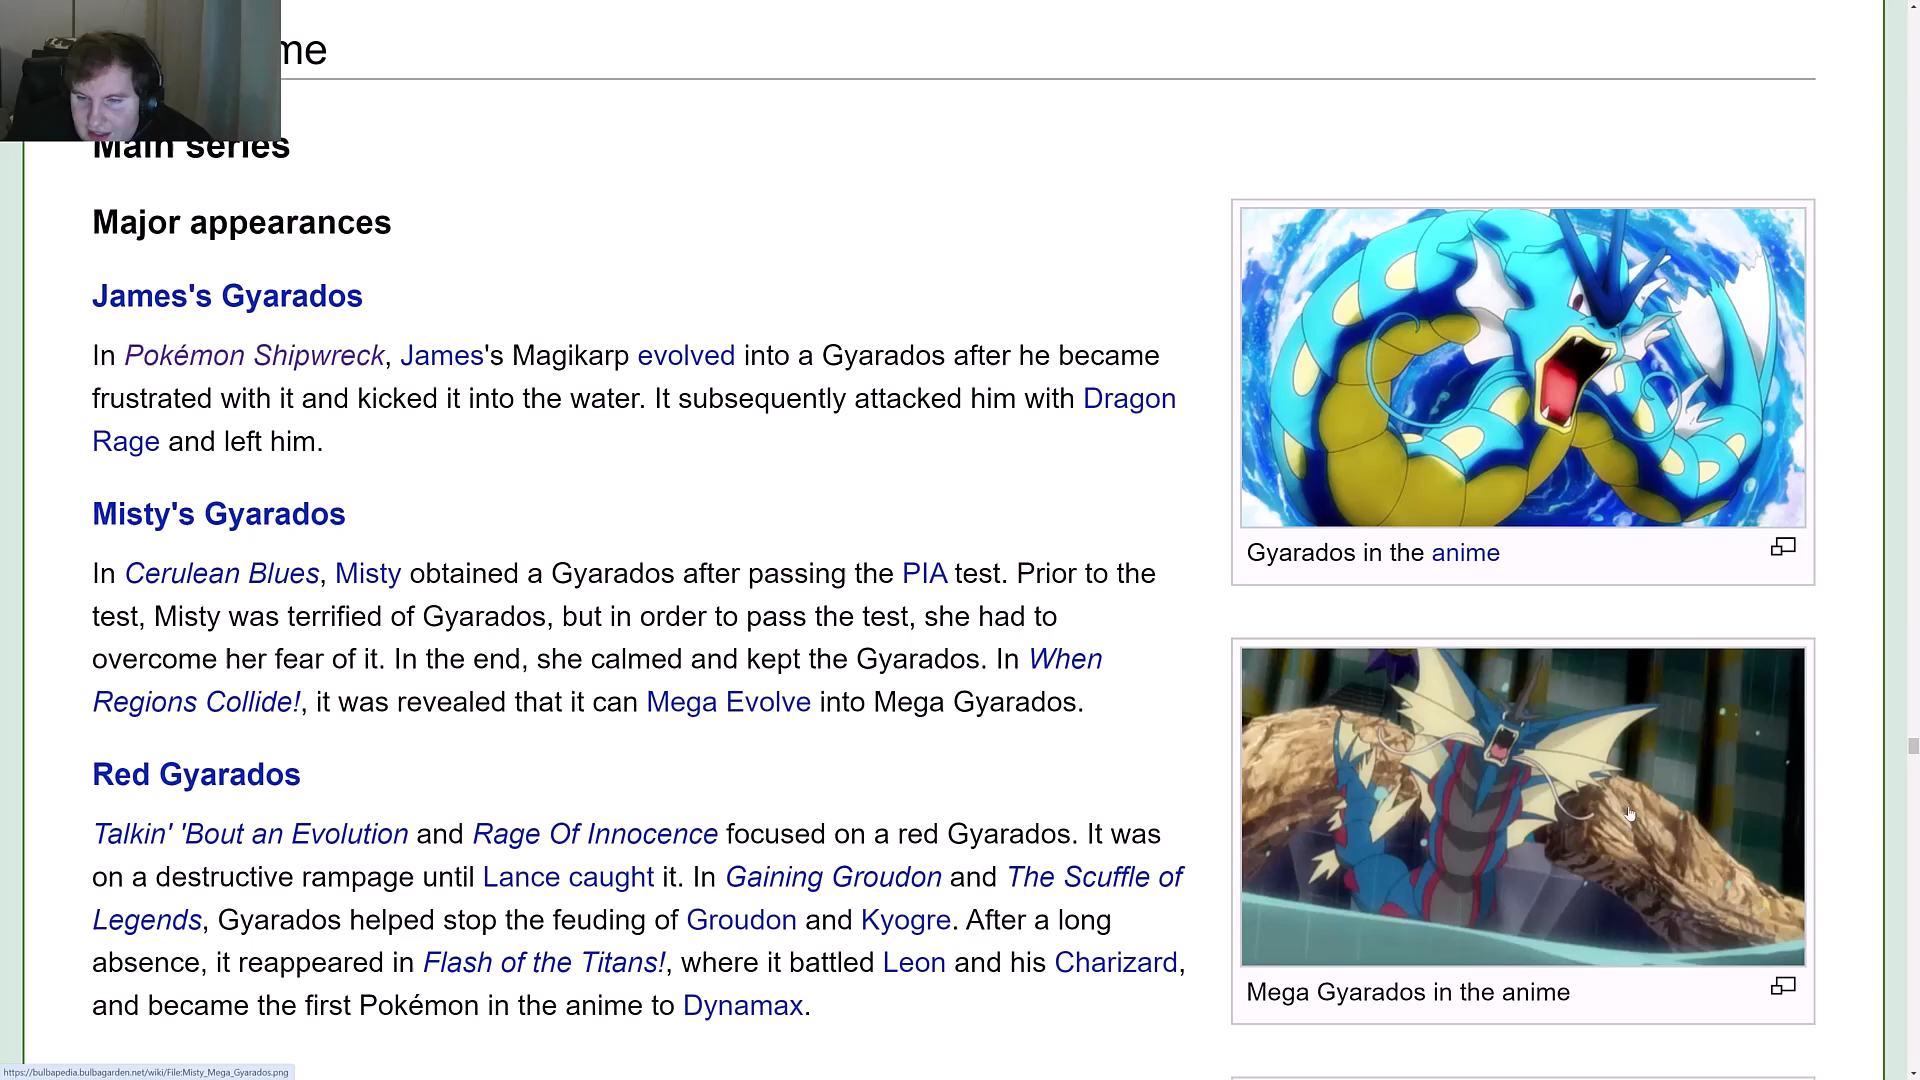 me
Main series
Major appearances
James's Gyarados
In Pokémon Shipwreck, James's Magikarp evolved into a Gyarados after he became
frustrated with it and kicked it into the water. It subsequently attacked him with Dragon
Rage and left him.
Misty's Gyarados
In Cerulean Blues, Misty obtained a Gyarados after passing the PIA test. Prior to the
test, Misty was terrified of Gyarados, but in order to pass the test, she had to
overcome her fear of it. In the end, she calmed and kept the Gyarados. In When
Regions Collide!, it was revealed that it can Mega Evolve into Mega Gyarados.
Red Gyarados
Talkin' 'Bout an Evolution and Rage Of Innocence focused on a red Gyarados. It was
on a destructive rampage until Lance caught it. In Gaining Groudon and The Scuffle of
Legends, Gyarados helped stop the feuding of Groudon and Kyogre. After a long
absence, it reappeared in Flash of the Titans!, where it battled Leon and his Charizard,
and became the first Pokémon in the anime to Dynamax.
Gyarados in the anime
Mega Gyarados in the anime
https://bulbapedia.bulbagarden.net/wiki/File:Misty_Mega_Gyarados.png